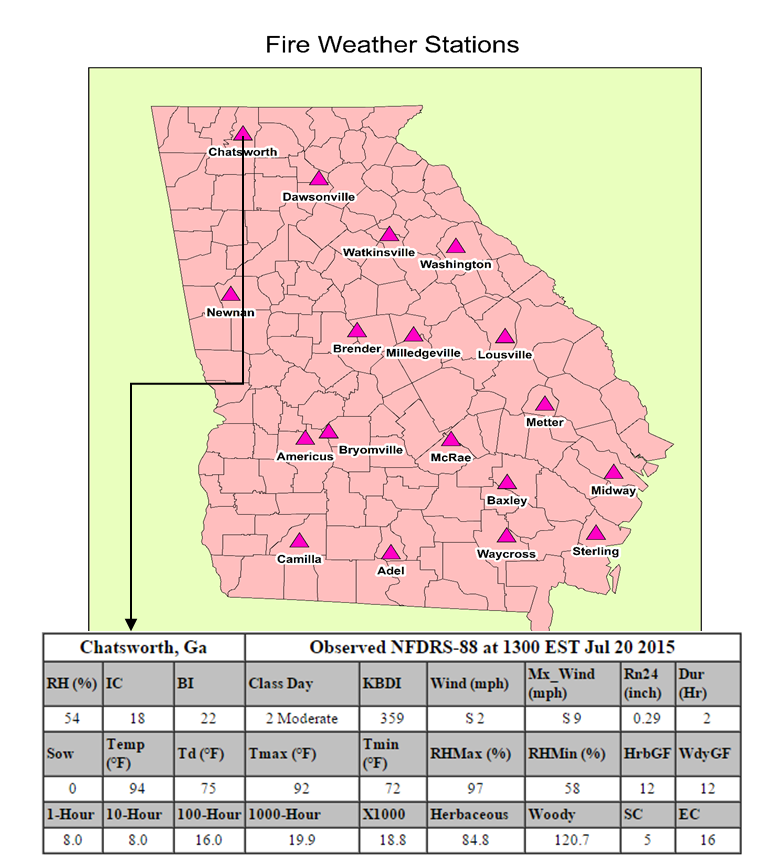 Fire Weather Stations
Chatsworth
Dawsonville
Watkinsville
Washington
Newnan
Brender Milledgeville Lousville
Metter
Americus Bryomville McRae
Midway
Baxley
Camilla Adel Waycross Sterling
Chatsworth, Ga Observed NFDRS-88 at 1300 EST Jul 20 2015
RH (%) IC BI Class Day KBDI Wind (mph) Mx_Wind (mph) Rn24 (inch) Dur (Hr)
54 18 22 2 Moderate 359 S 2 S 9 0.29 2
Sow Temp (°F) Td (°F) Tmax (°F) Tmin (°F) RHMax (%) RHMin (%) HrbGF WdyGF
0 94 75 92 72 97 58 12 12
1-Hour 10-Hour 100-Hour 1000-Hour X1000 Herbaceous Woody SC EC
8.0 8.0 16.0 19.9 18.8 84.8 120.7 5 16